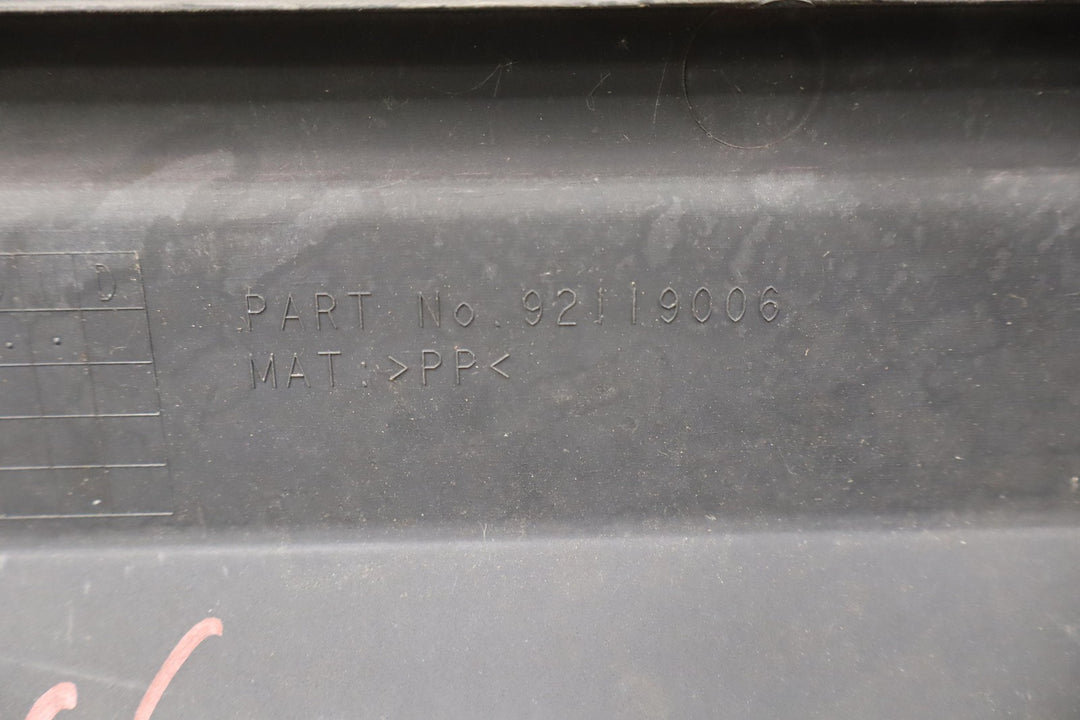 PART No. 92119006
MAT: >PP<
D